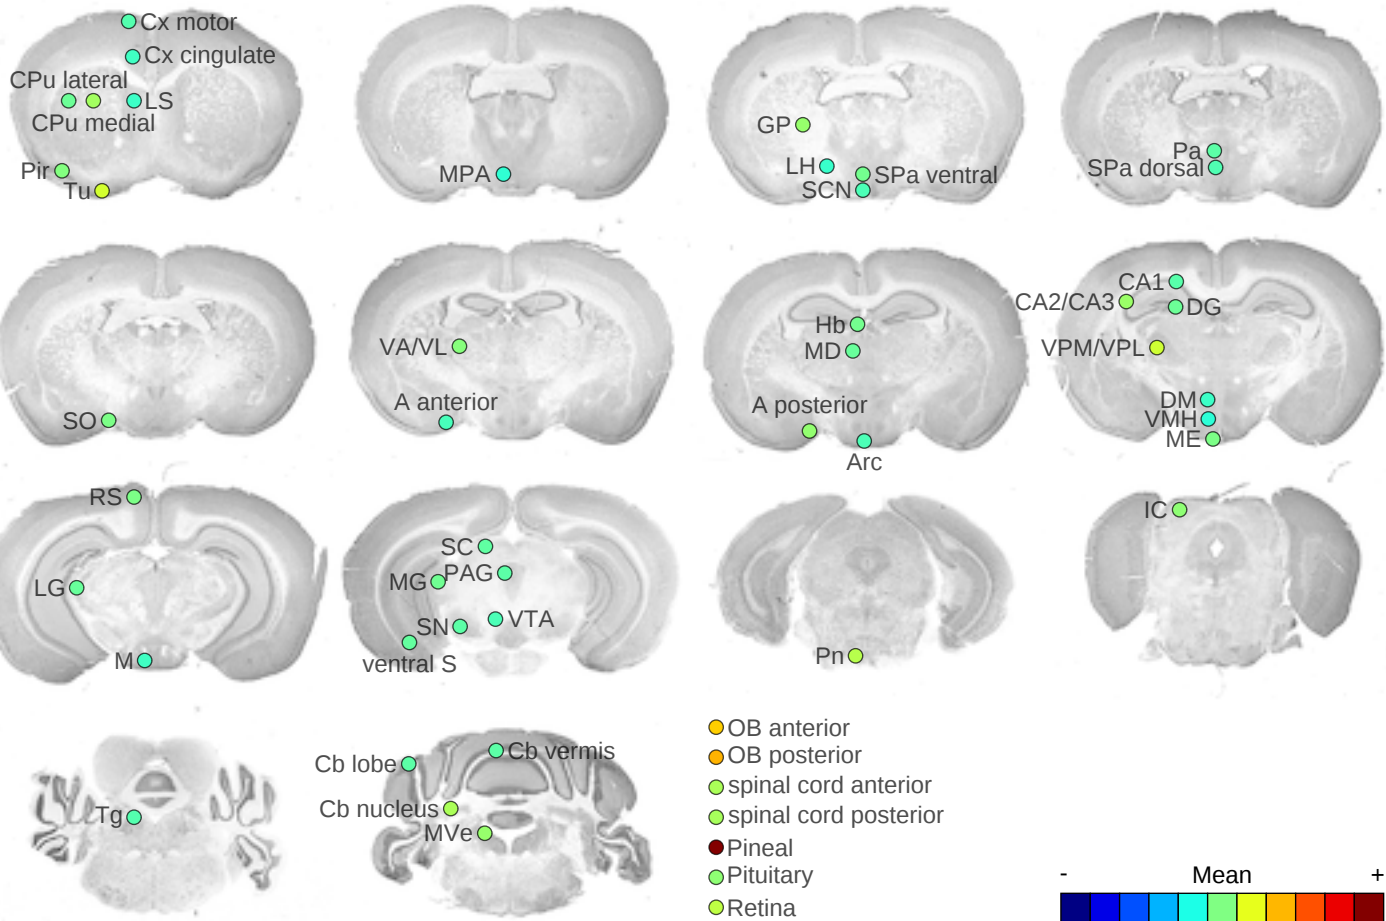 Cx motor
Cx cingulate
CPu lateral
LS
CPu medial
Pir
Tu
MPA
GP
LH
SPa ventral
SCN
Pa
SPa dorsal
SO
VA/VL
A anterior
Hb
MD
A posterior
Arc
CA1
CA2/CA3
DG
VPM/VPL
DM
VMH
ME
RS
LG
M
SC
MG
PAG
SN
VTA
ventral S
Pn
IC
Tg
Cb lobe
Cb vermis
Cb nucleus
MVe
OB anterior
OB posterior
spinal cord anterior
spinal cord posterior
Pineal
Pituitary
Retina
- Mean +